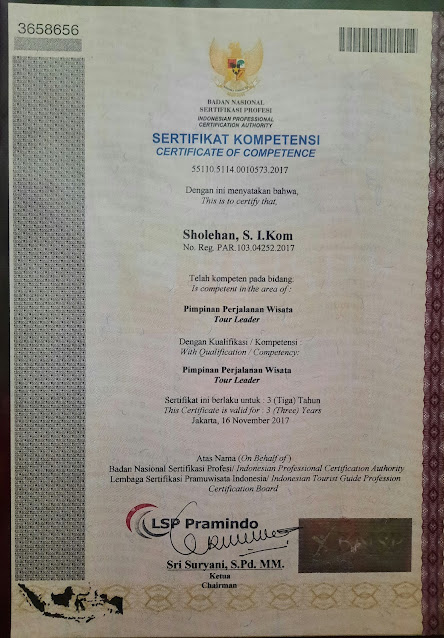 3658656
BADAN NASIONAL
SERTIFIKASI PROFESI
INDONESIAN PROFESSIONAL
CERTIFICATION AUTHORITY
SERTIFIKAT KOMPETENSI
CERTIFICATE OF COMPETENCE
55110.5114.0010573.2017
Dengan ini menyatakan bahwa,
This is to certify that,
Sholehan, S. I.Kom
No. Reg. PAR.103.04252.2017
Telah kompeten pada bidang:
Is competent in the area of :
Pimpinan Perjalanan Wisata
Tour Leader
Dengan Kualifikasi / Kompetensi :
With Qualification / Competency:
Pimpinan Perjalanan Wisata
Tour Leader
Sertifikat ini berlaku untuk : 3 (Tiga) Tahun
This Certificate is valid for : 3 (Three) Years
Jakarta, 16 November 2017
Atas Nama (On Behalf of )
Badan Nasional Sertifikasi Profesi/ Indonesian Professional Certification Authority
Lembaga Sertifikasi Pramuwisata Indonesia/ Indonesian Tourist Guide Profession
Certification Board
LSP Pramindo
Sri Suryani, S.Pd. MM.
Ketua
Chairman